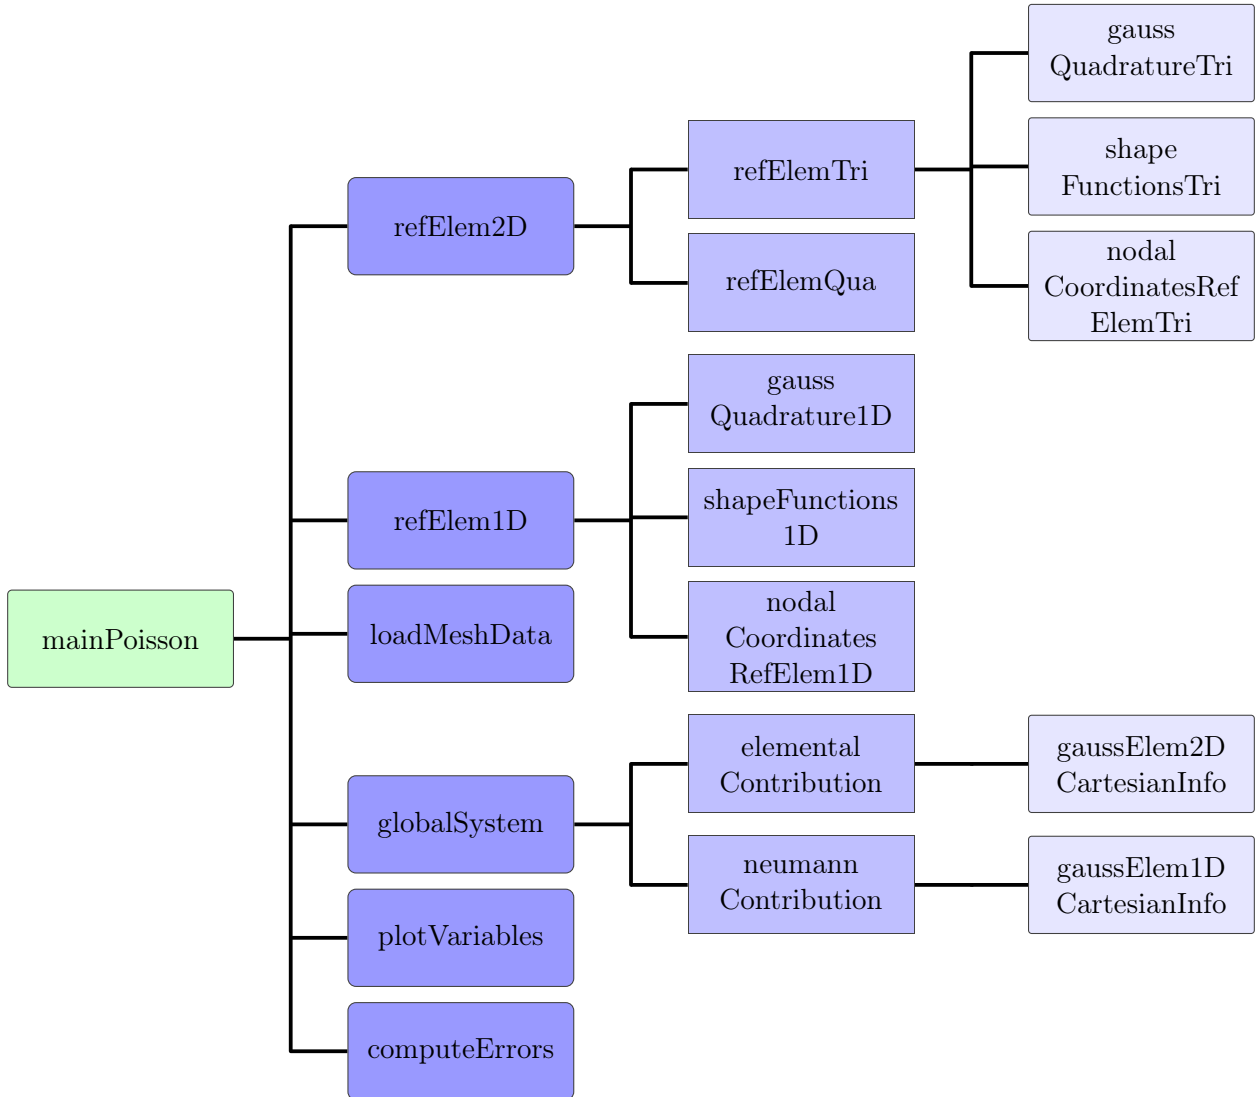 gauss
QuadratureTri
shape
FunctionsTri
refElemTri
refElem2D
refElemQua
nodal
CoordinatesRef
ElemTri
gauss
Quadrature1D
shapeFunctions
1D
refElem1D
nodal
Coordinates
RefElem1D
mainPoisson
loadMeshData
elemental
Contribution
gaussElem2D
CartesianInfo
globalSystem
neumann
Contribution
gaussElem1D
CartesianInfo
plotVariables
computeErrors